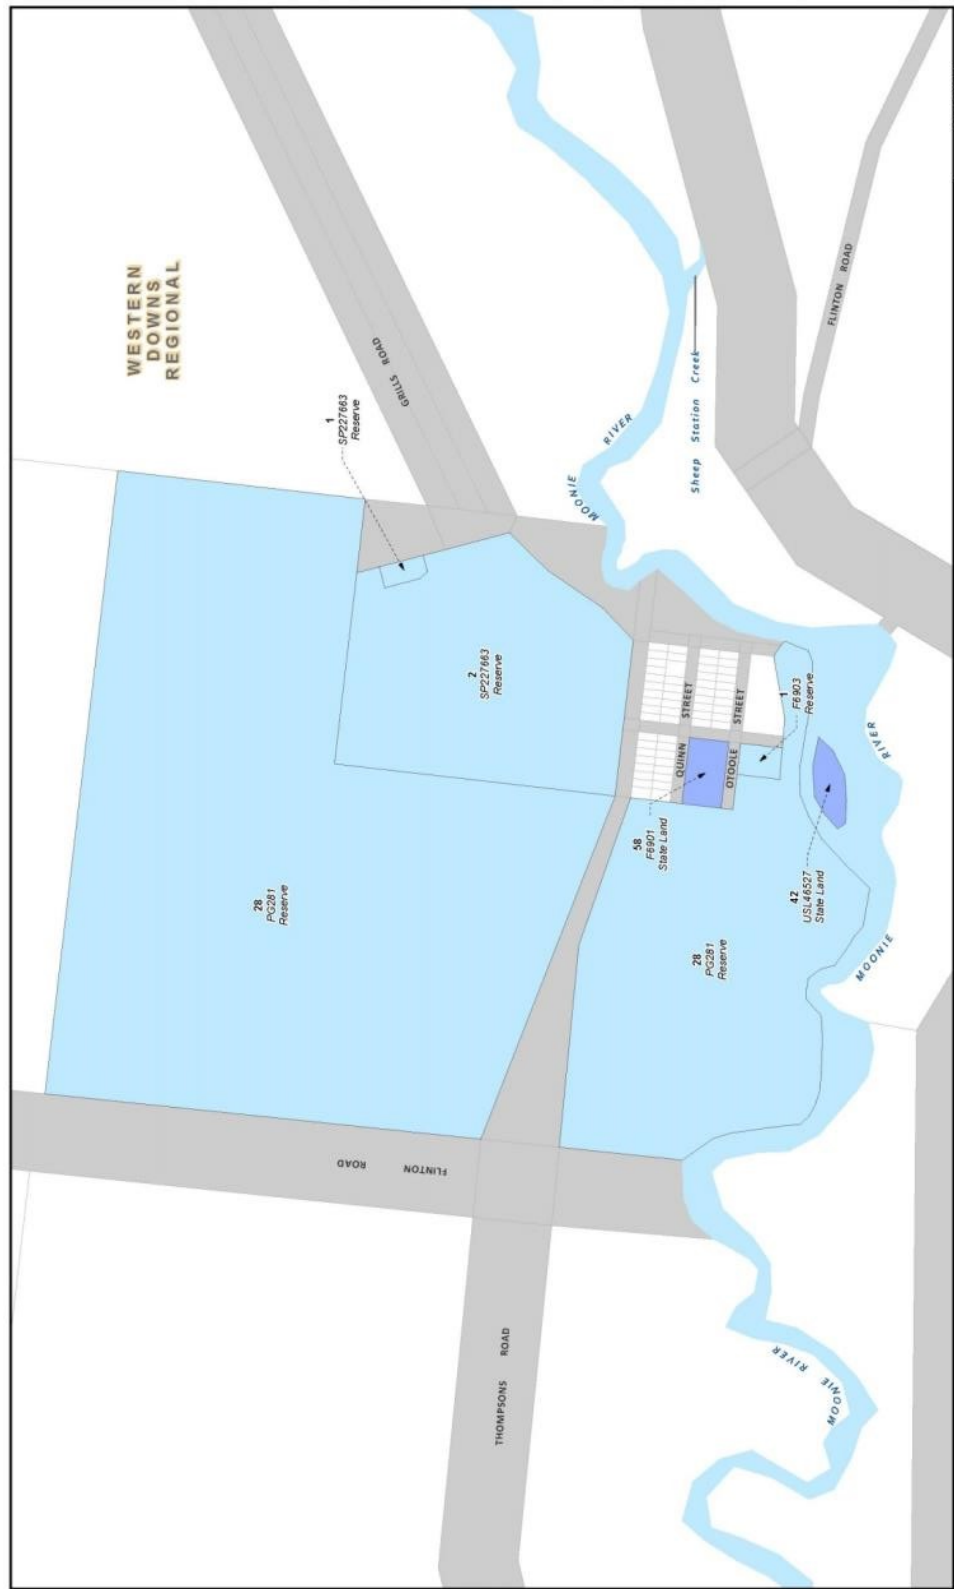 WESTERN
DOWNS
REGIONAL
GRILLS ROAD
1
SP227663
Reserve
MOONIE RIVER
Sheep Station Creek
FLINTON ROAD
2
SP227663
Reserve
QUINN STREET
OTOOLE STREET
1
F6903
Reserve
MOONIE RIVER
58
F6901
State Land
42
USL46527
State Land
28
PG281
Reserve
28
PG281
Reserve
FLINTON ROAD
THOMPSONS ROAD
MOONIE RIVER